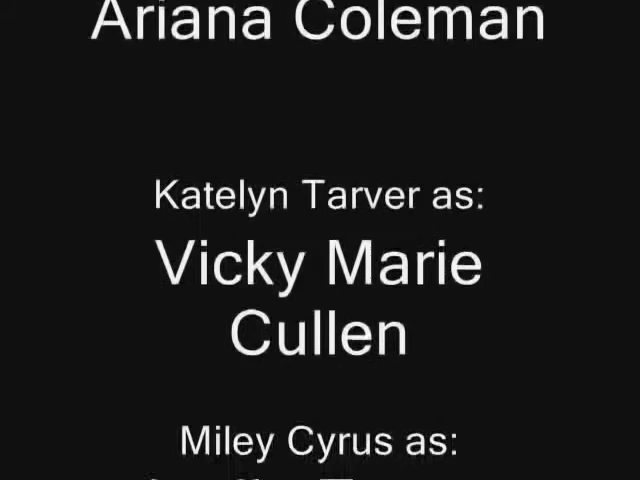 Ariana Coleman
Katelyn Tarver as:
Vicky Marie
Cullen
Miley Cyrus as: